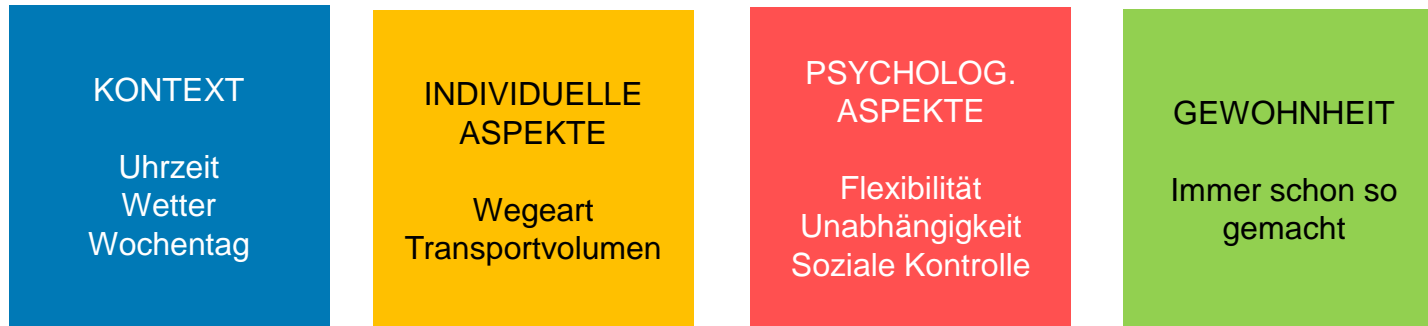 KONTEXT
Uhrzeit
Wetter
Wochentag
INDIVIDUELLE
ASPEKTE
Wegeart
Transportvolumen
PSYCHOLOG.
ASPEKTE
Flexibilität
Unabhängigkeit
Soziale Kontrolle
GEWOHNHEIT
Immer schon so
gemacht